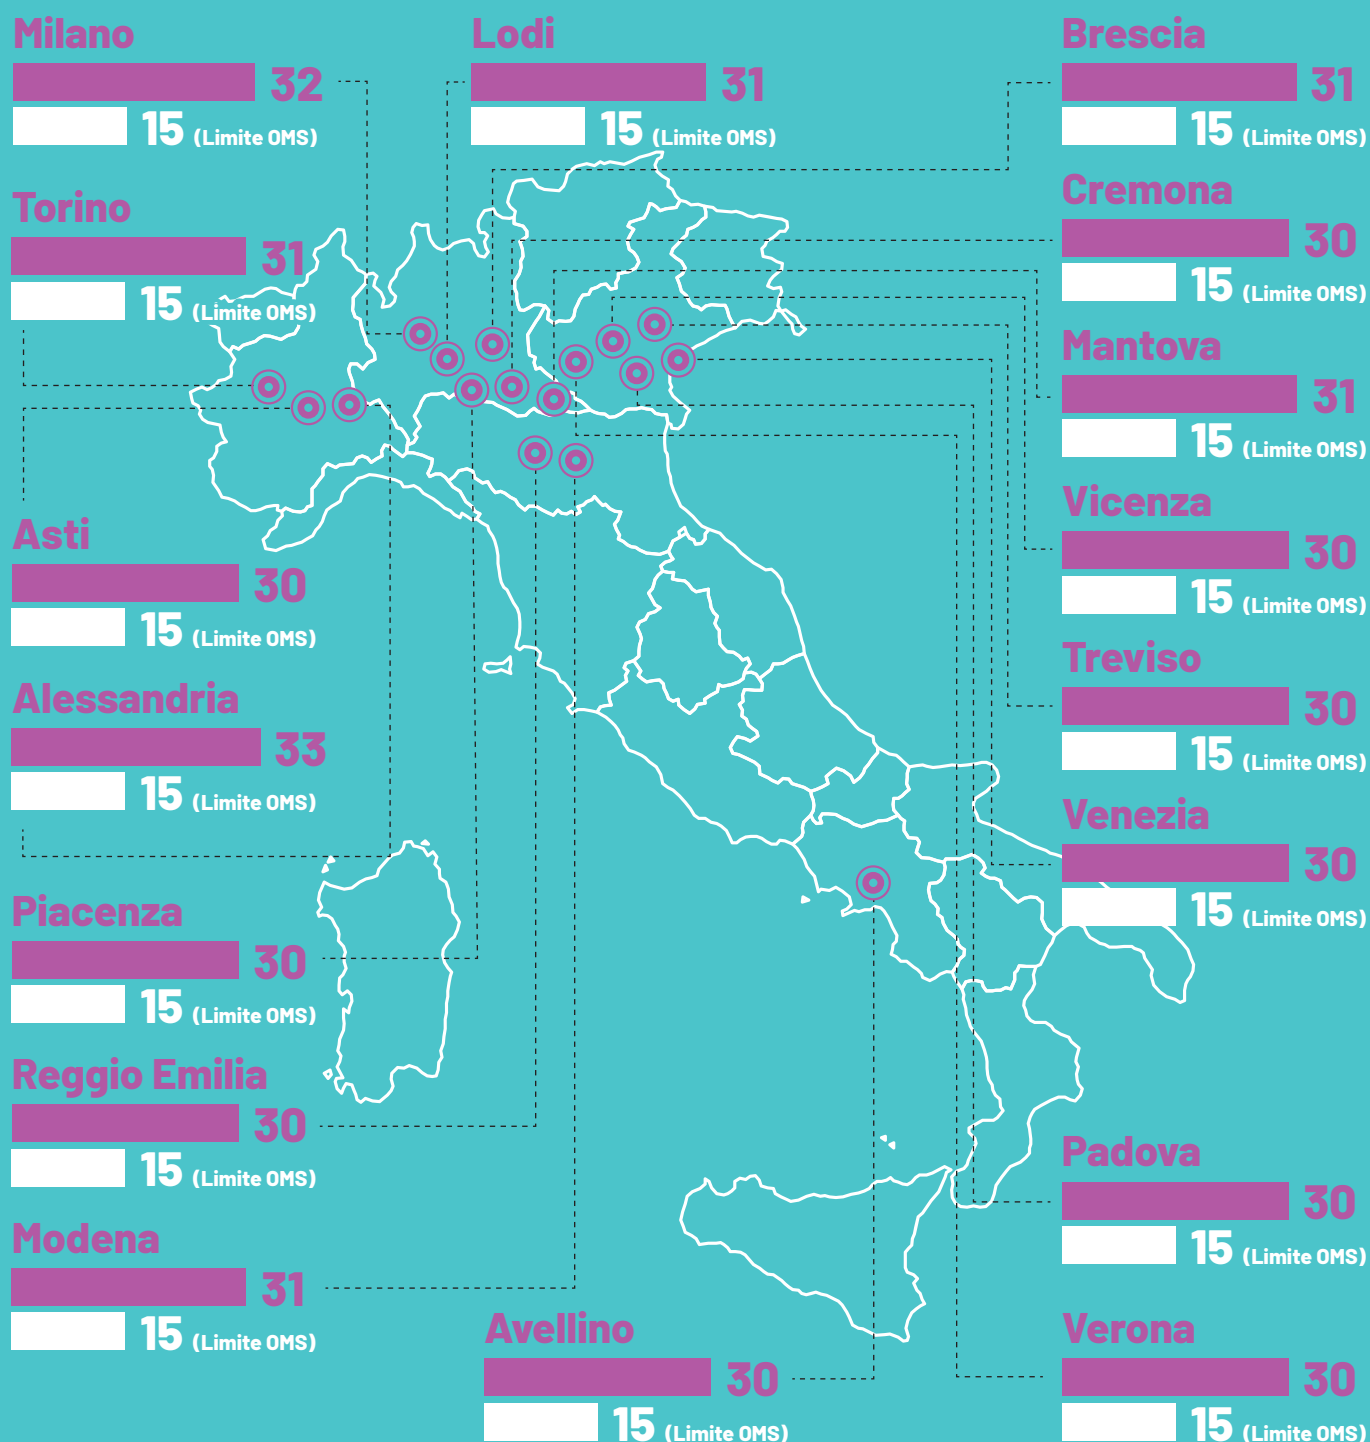 Milano
32
15 (Limite OMS)
Lodi
31
15 (Limite OMS)
Brescia
31
15 (Limite OMS)
Torino
31
15 (Limite OMS)
Cremona
30
15 (Limite OMS)
Mantova
31
15 (Limite OMS)
Asti
30
15 (Limite OMS)
Vicenza
30
15 (Limite OMS)
Alessandria
33
15 (Limite OMS)
Treviso
30
15 (Limite OMS)
Venezia
30
15 (Limite OMS)
Piacenza
30
15 (Limite OMS)
Reggio Emilia
30
15 (Limite OMS)
Padova
30
15 (Limite OMS)
Modena
31
15 (Limite OMS)
Avellino
30
15 (Limite OMS)
Verona
30
15 (Limite OMS)